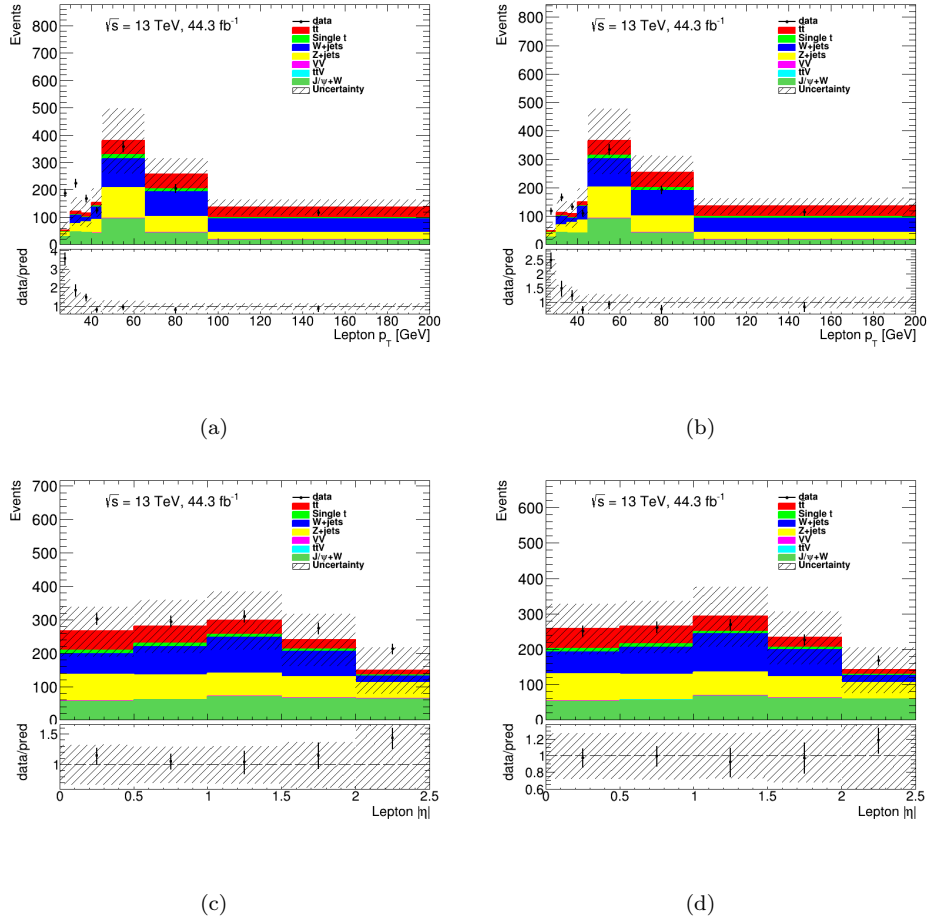 Events
800
700
600
500
400
300
200
100
0
√s = 13 TeV, 44.3 fb⁻¹
data
tt
Single t
W+jets
Z+jets
VV
ttV
J/ψ+W
Uncertainty
data/pred
4
3
2
1
40 60 80 100 120 140 160 180 200
Lepton p_T [GeV]
(a)
Events
800
700
600
500
400
300
200
100
0
√s = 13 TeV, 44.3 fb⁻¹
data
tt
Single t
W+jets
Z+jets
VV
ttV
J/ψ+W
Uncertainty
data/pred
2.5
2
1.5
1
40 60 80 100 120 140 160 180 200
Lepton p_T [GeV]
(b)
Events
700
600
500
400
300
200
100
0
√s = 13 TeV, 44.3 fb⁻¹
data
tt
Single t
W+jets
Z+jets
VV
ttV
J/ψ+W
Uncertainty
data/pred
1.5
1
0 0.5 1 1.5 2 2.5
Lepton |η|
(c)
Events
600
500
400
300
200
100
0
√s = 13 TeV, 44.3 fb⁻¹
data
tt
Single t
W+jets
Z+jets
VV
ttV
J/ψ+W
Uncertainty
data/pred
1.2
1
0.8
0.6
0 0.5 1 1.5 2 2.5
Lepton |η|
(d)